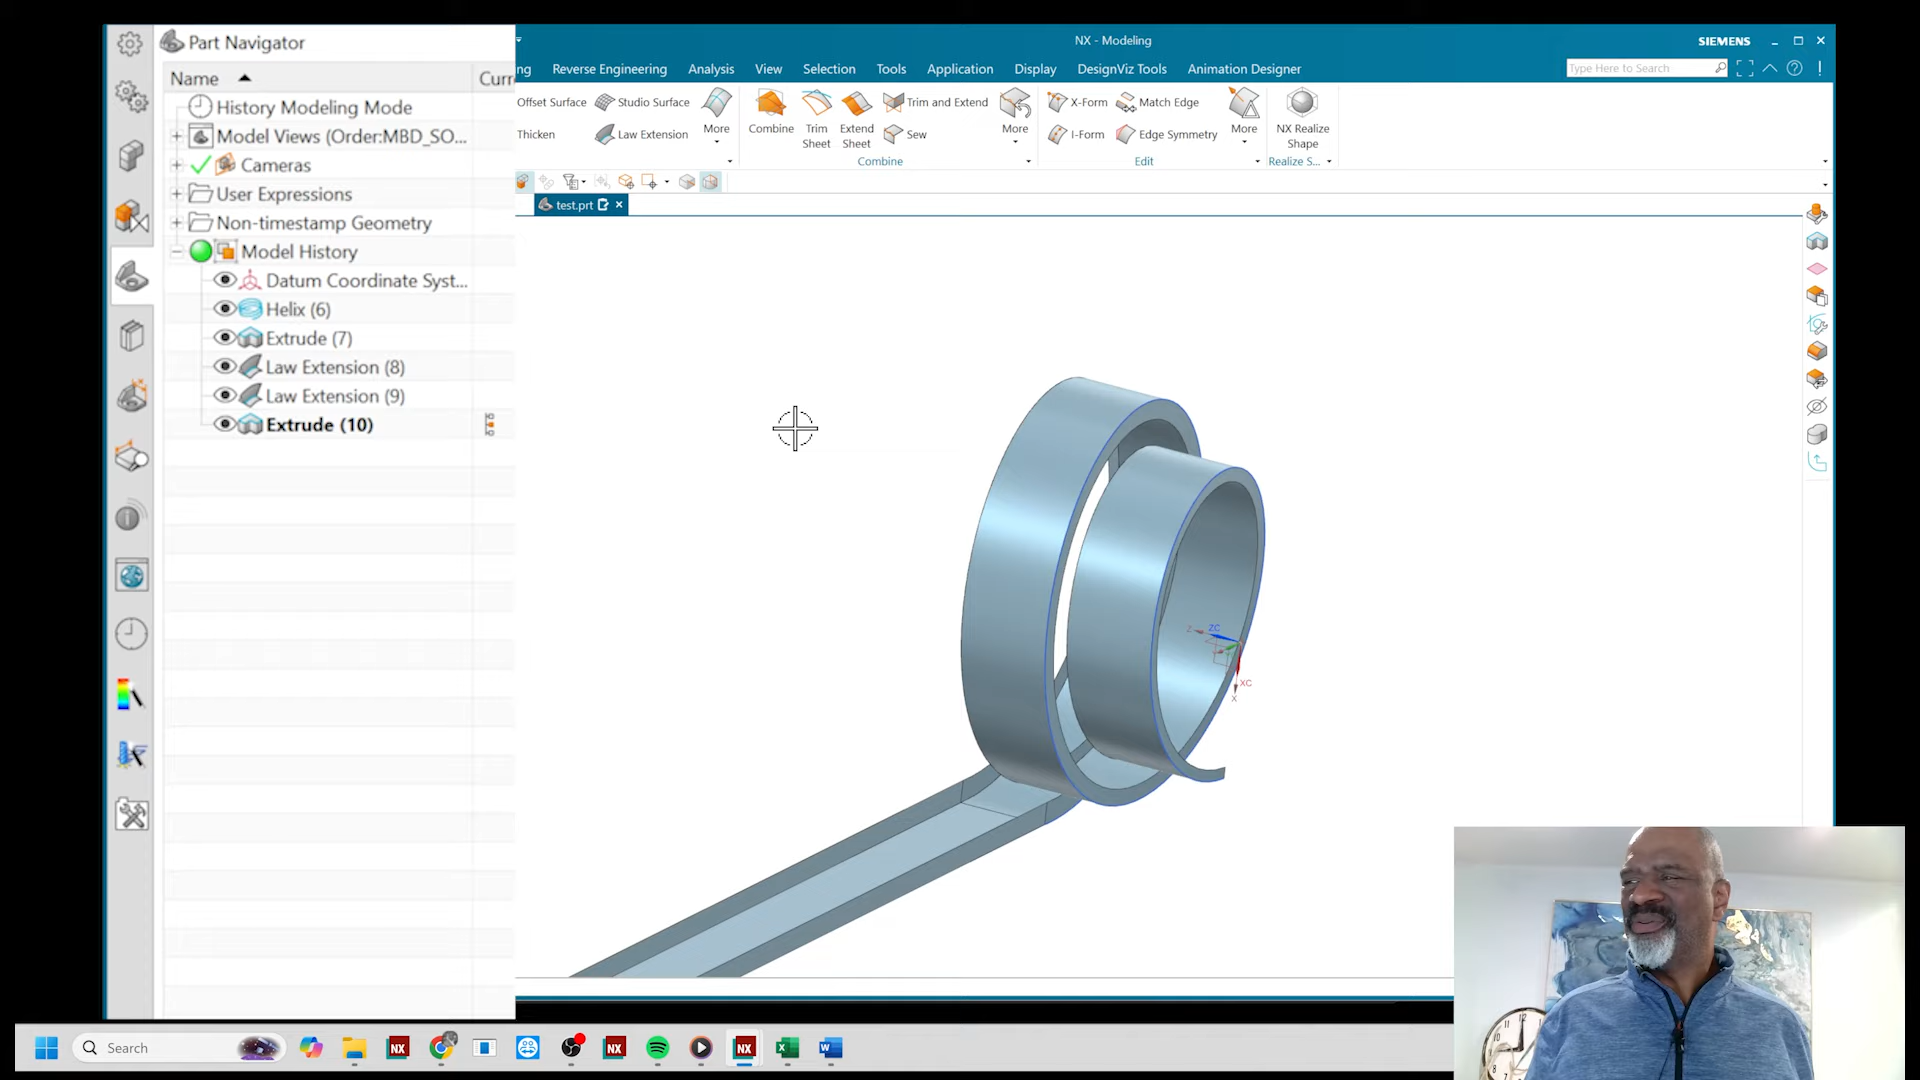 Part Navigator
Name
Curr
History Modeling Mode
Model Views (Order:MBD_SO...
Cameras
User Expressions
Non-timestamp Geometry
Model History
Datum Coordinate Syst...
Helix (6)
Extrude (7)
Law Extension (8)
Law Extension (9)
Extrude (10)
NX - Modeling
SIEMENS
ng
Reverse Engineering
Analysis
View
Selection
Tools
Application
Display
DesignViz Tools
Animation Designer
Type Here to Search
Offset Surface
Studio Surface
Thicken
Law Extension
More
Combine
Trim Sheet
Extend Sheet
Trim and Extend
Sew
More
Combine
X-Form
Match Edge
I-Form
Edge Symmetry
More
Edit
NX Realize Shape
Realize S...
test.prt
Z
ZC
XC
X
Search
NX
NX
NX